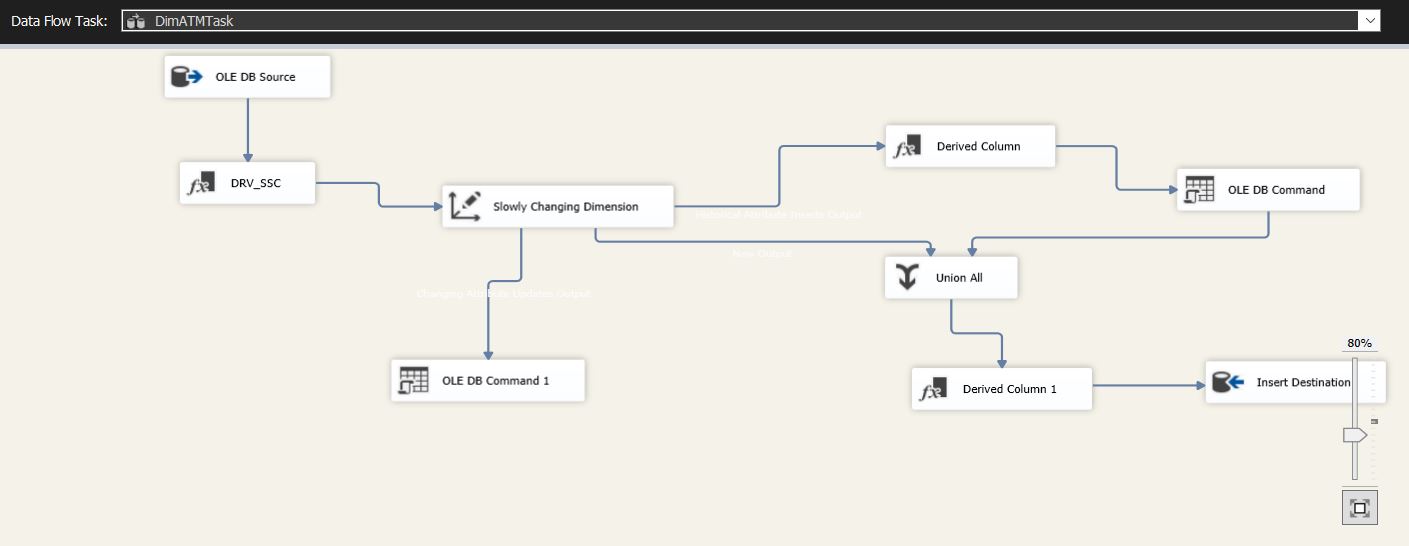 Data Flow Task: DimATMTask
OLE DB Source
Derived Column
DRV_SSC
OLE DB Command
Slowly Changing Dimension
Historical Attribute Inserts Output
New Output
Union All
Changing Attribute Updates Output
80%
OLE DB Command 1
Derived Column 1
Insert Destination